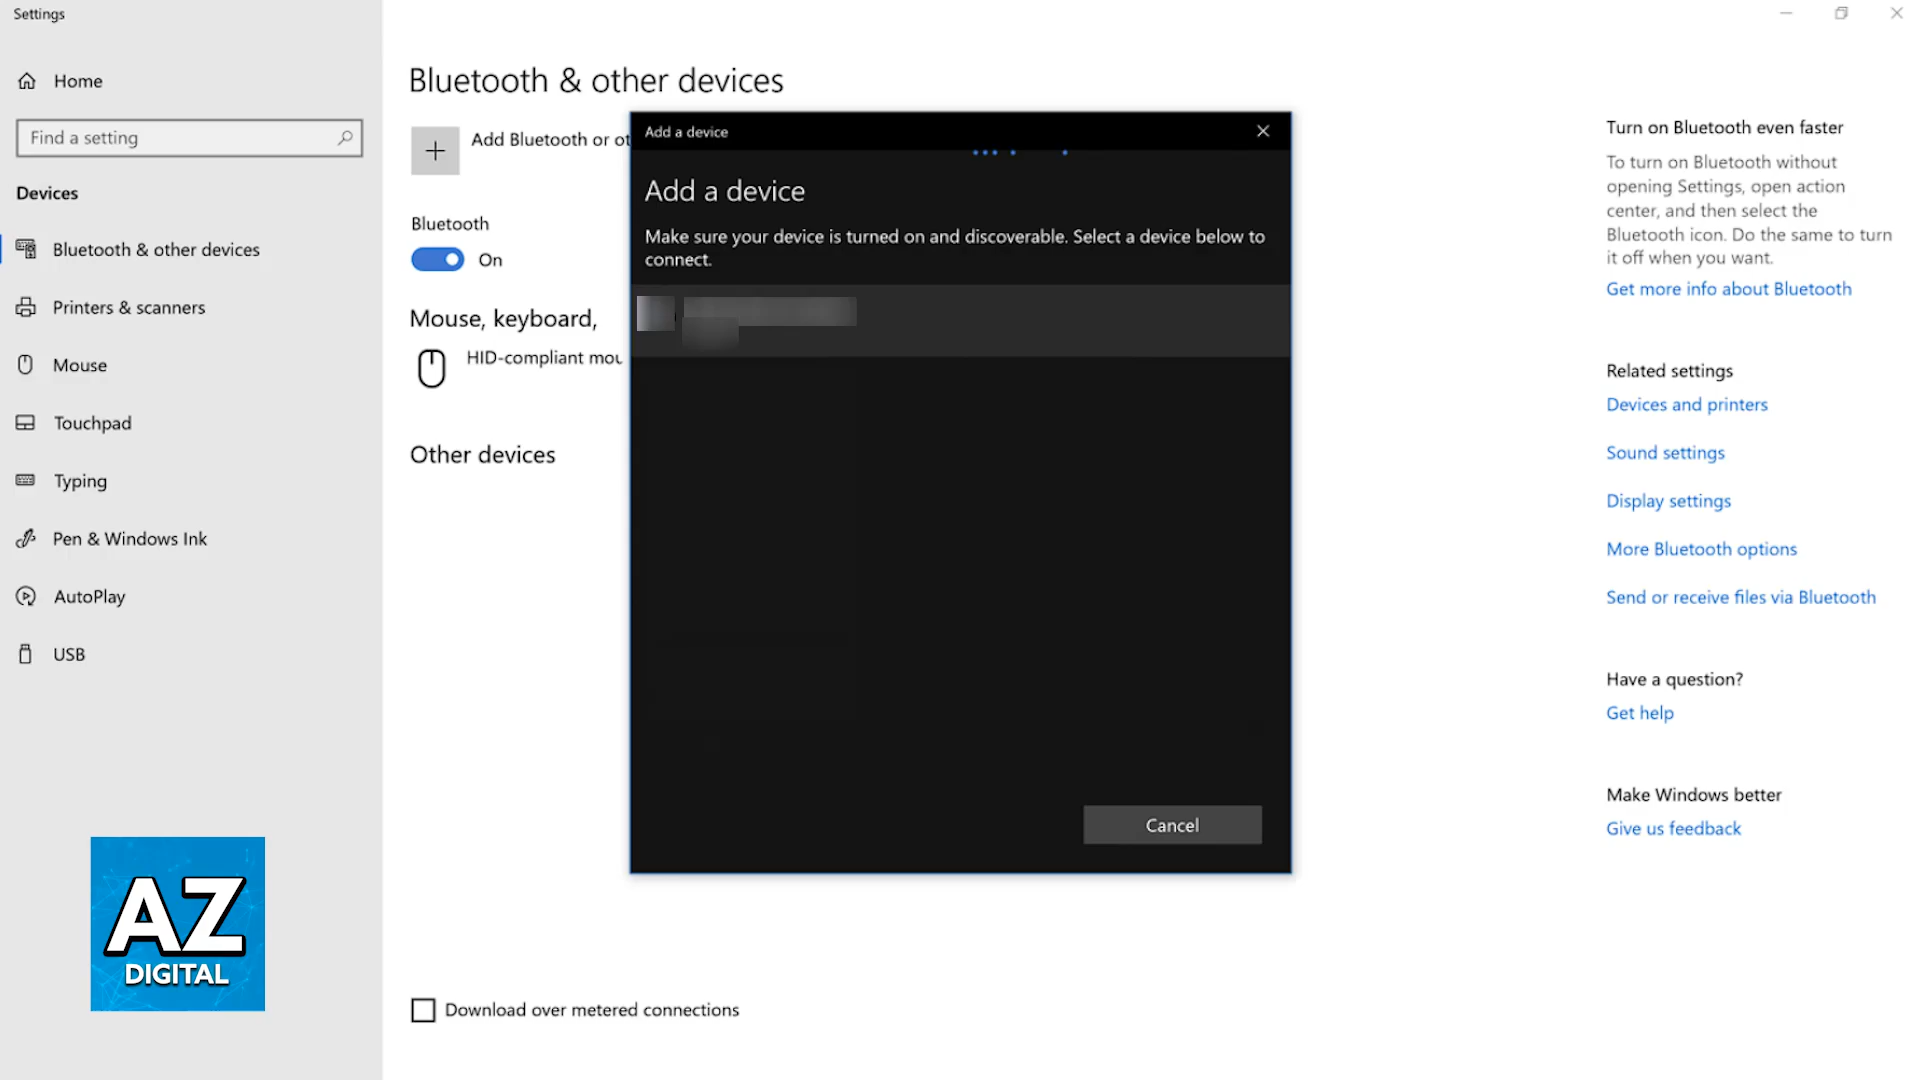 Settings
Home
Find a setting
Devices
Bluetooth & other devices
Printers & scanners
Mouse
Touchpad
Typing
Pen & Windows Ink
AutoPlay
USB
AZ
DIGITAL
Bluetooth & other devices
Add Bluetooth or
Bluetooth
On
Mouse, keyboard,
HID-compliant
Other devices
Download over metered connections
Add a device
Add a device
Make sure your device is turned on and discoverable. Select a device below to
connect.
Cancel
Turn on Bluetooth even faster
To turn on Bluetooth without
opening Settings, open action
center, and then select the
Bluetooth icon. Do the same to turn
it off when you want.
Get more info about Bluetooth
Related settings
Devices and printers
Sound settings
Display settings
More Bluetooth options
Send or receive files via Bluetooth
Have a question?
Get help
Make Windows better
Give us feedback